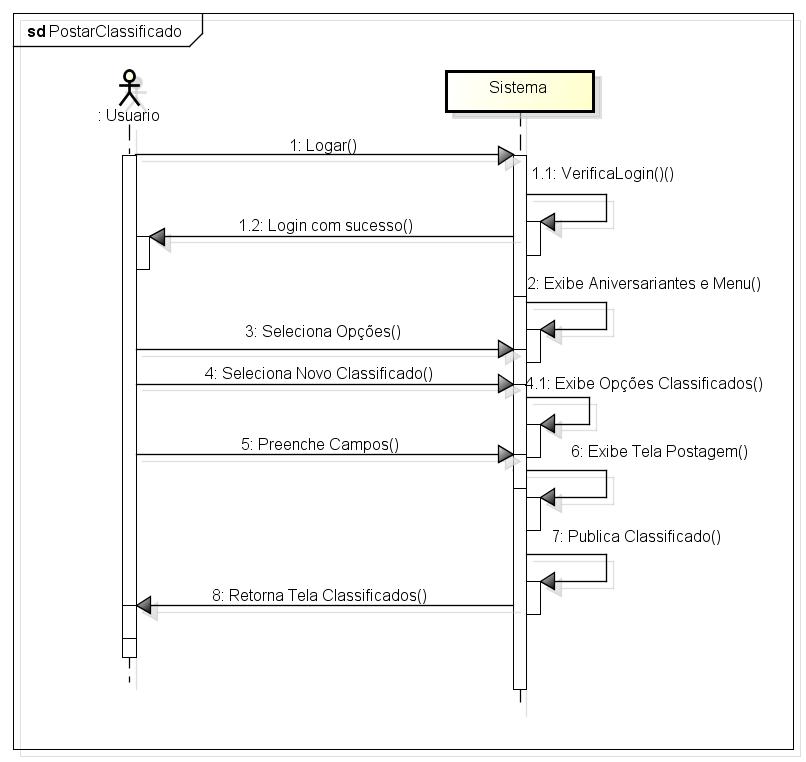 sd PostarClassificado
: Usuario
Sistema
1: Logar()
1.1: VerificaLogin()()
1.2: Login com sucesso()
2: Exibe Aniversariantes e Menu()
3: Seleciona Opções()
4: Seleciona Novo Classificado()
4.1: Exibe Opções Classificados()
5: Preenche Campos()
6: Exibe Tela Postagem()
7: Publica Classificado()
8: Retorna Tela Classificados()